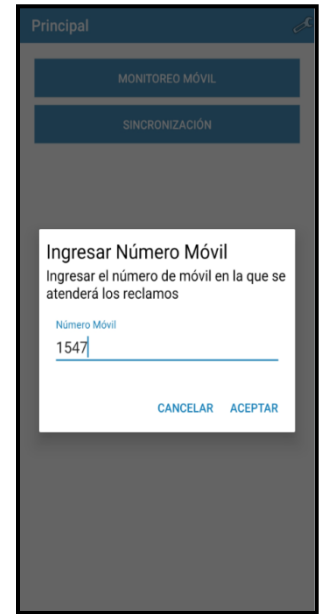 Principal
MONITOREO MÓVIL
SINCRONIZACIÓN
Ingresar Número Móvil
Ingresar el número de móvil en la que se
atenderá los reclamos
Número Móvil
1547
CANCELAR ACEPTAR